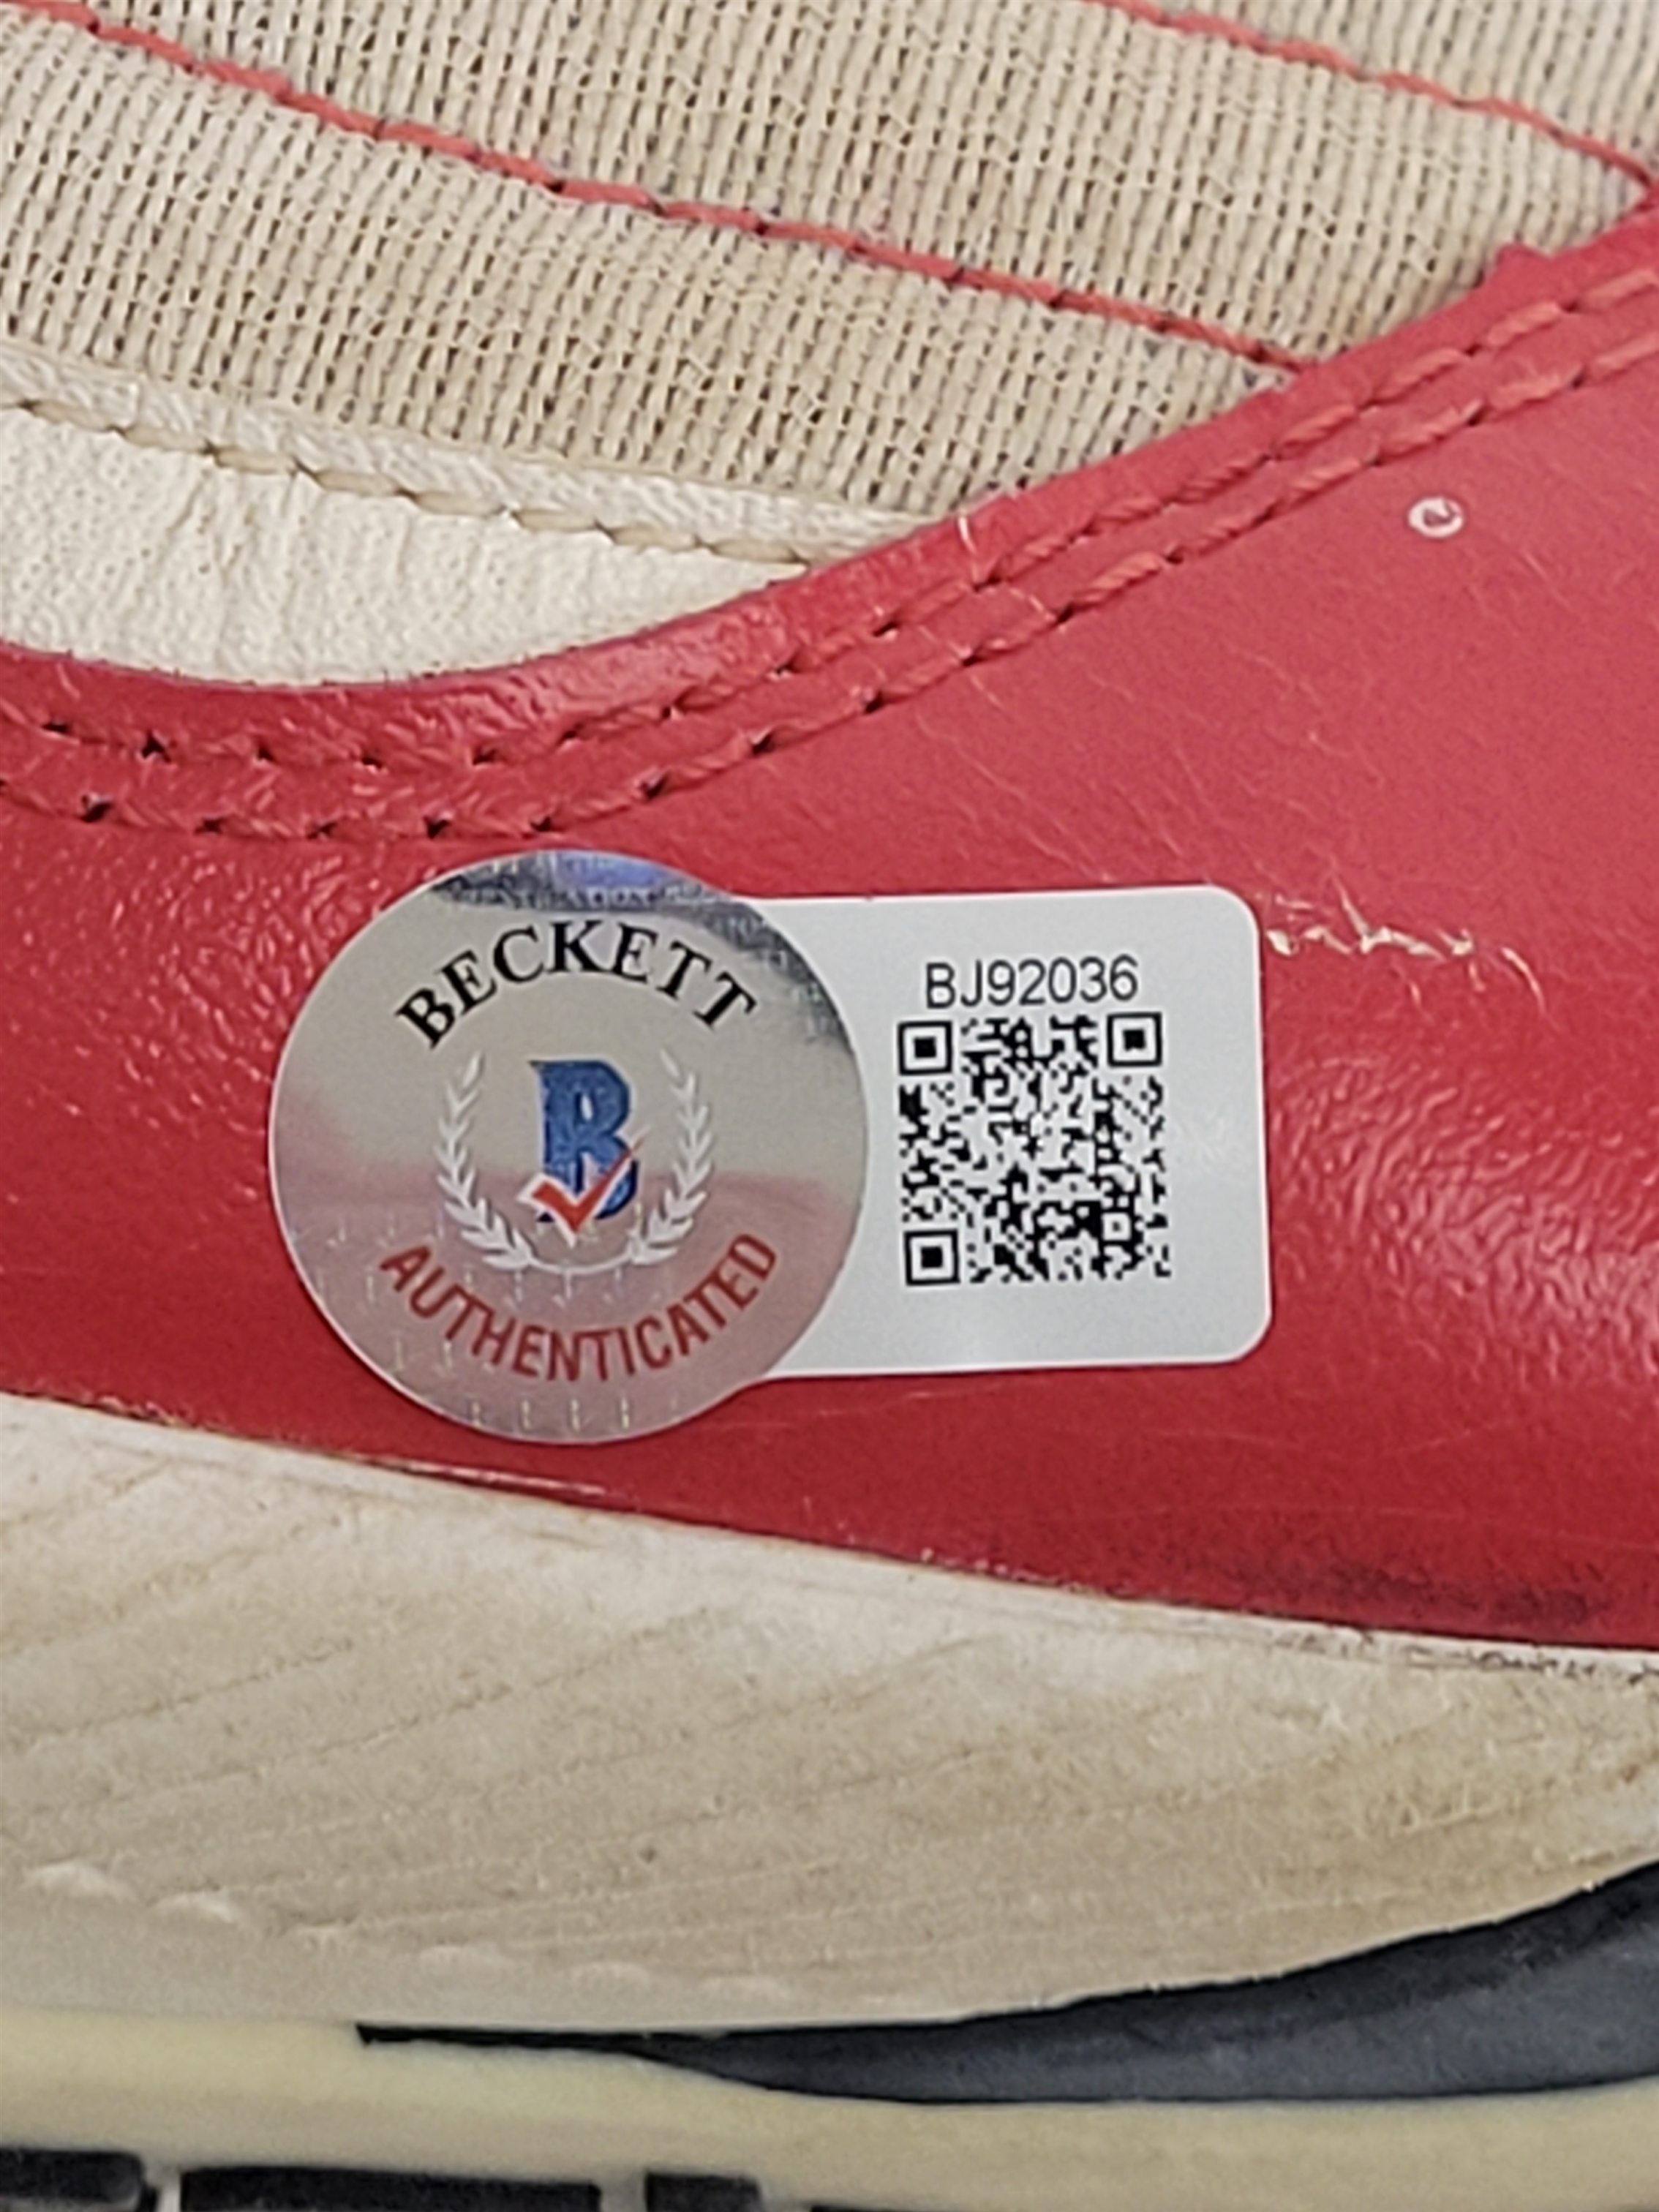 BECKETT
B
AUTHENTICATED
BJ92036